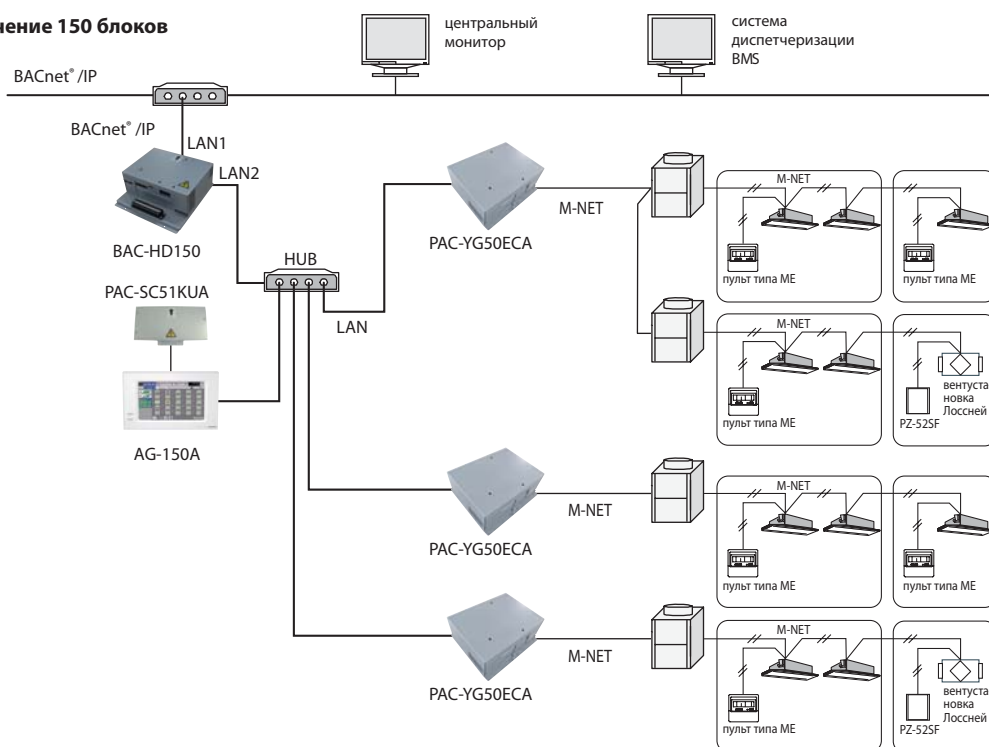 чение 150 блоков
центральный
монитор
система
диспетчеризации
BMS
BACnet® /IP
BACnet® /IP
LAN1
LAN2
BAC-HD150
HUB
PAC-SC51KUA
LAN
AG-150A
PAC-YG50ECA
M-NET
M-NET
пульт типа ME
пульт типа ME
M-NET
пульт типа ME
вентуста
новка
Лоссней
PZ-52SF
PAC-YG50ECA
M-NET
M-NET
пульт типа ME
пульт типа ME
PAC-YG50ECA
M-NET
M-NET
пульт типа ME
вентуста
новка
Лоссней
PZ-52SF